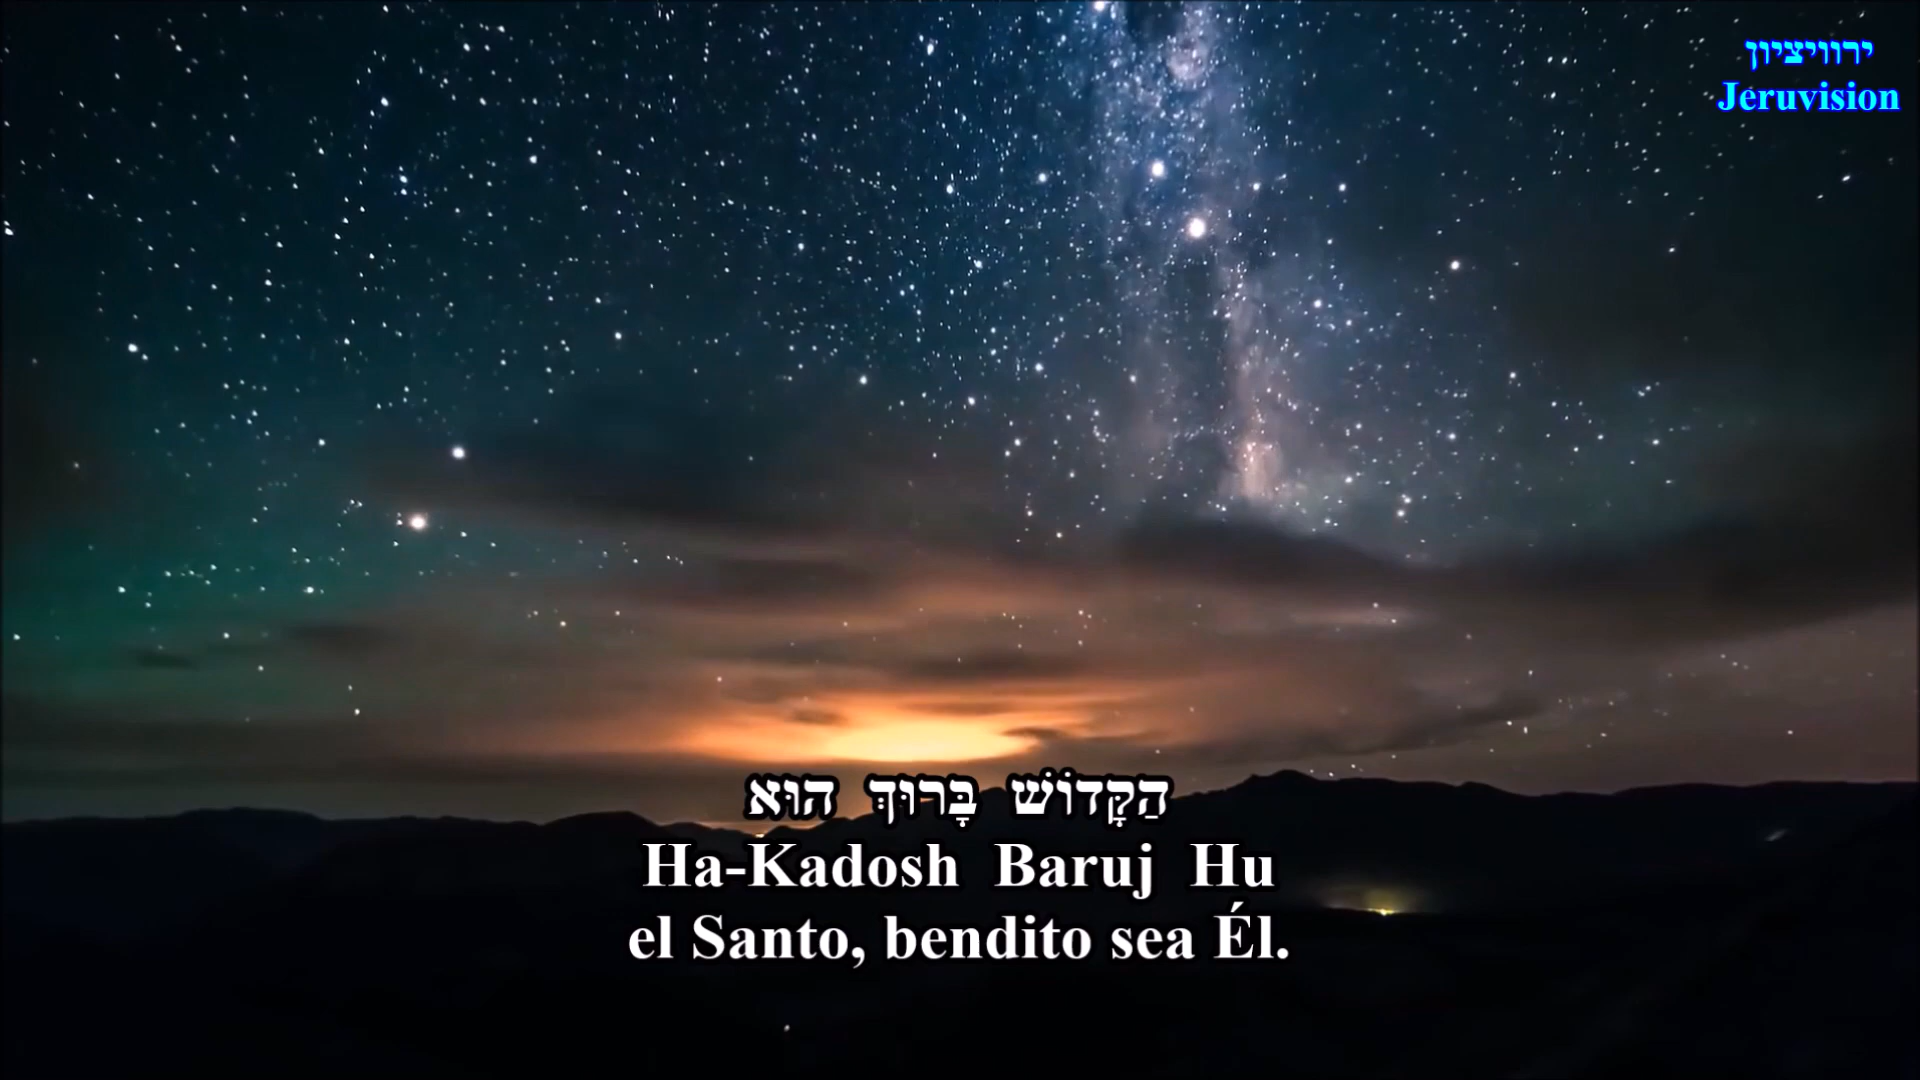 ירוויציון
Jeruvision
הַקָּדוֹשׁ בָּרוּךְ הוּא
Ha-Kadosh Baruj Hu
el Santo, bendito sea Él.